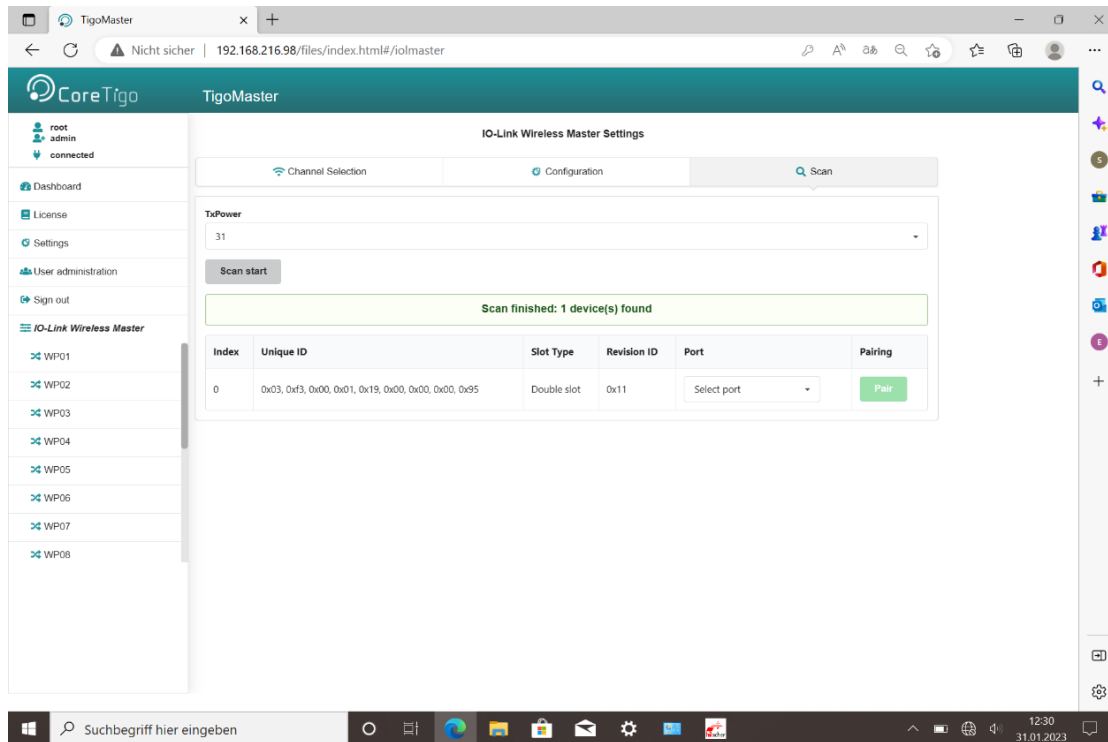 TigoMaster
Nicht sicher | 192.168.216.98/files/index.html#/iolmaster
CoreTigo
TigoMaster
root
admin
connected
Dashboard
License
Settings
User administration
Sign out
IO-Link Wireless Master
WP01
WP02
WP03
WP04
WP05
WP06
WP07
WP08
IO-Link Wireless Master Settings
Channel Selection
Configuration
Scan
TxPower
31
Scan start
Scan finished: 1 device(s) found
Index Unique ID Slot Type Revision ID Port Pairing
0 0x03, 0xf3, 0x00, 0x01, 0x19, 0x00, 0x00, 0x00, 0x95 Double slot 0x11 Select port Pair
S
E
Suchbegriff hier eingeben
12:30
31.01.2023